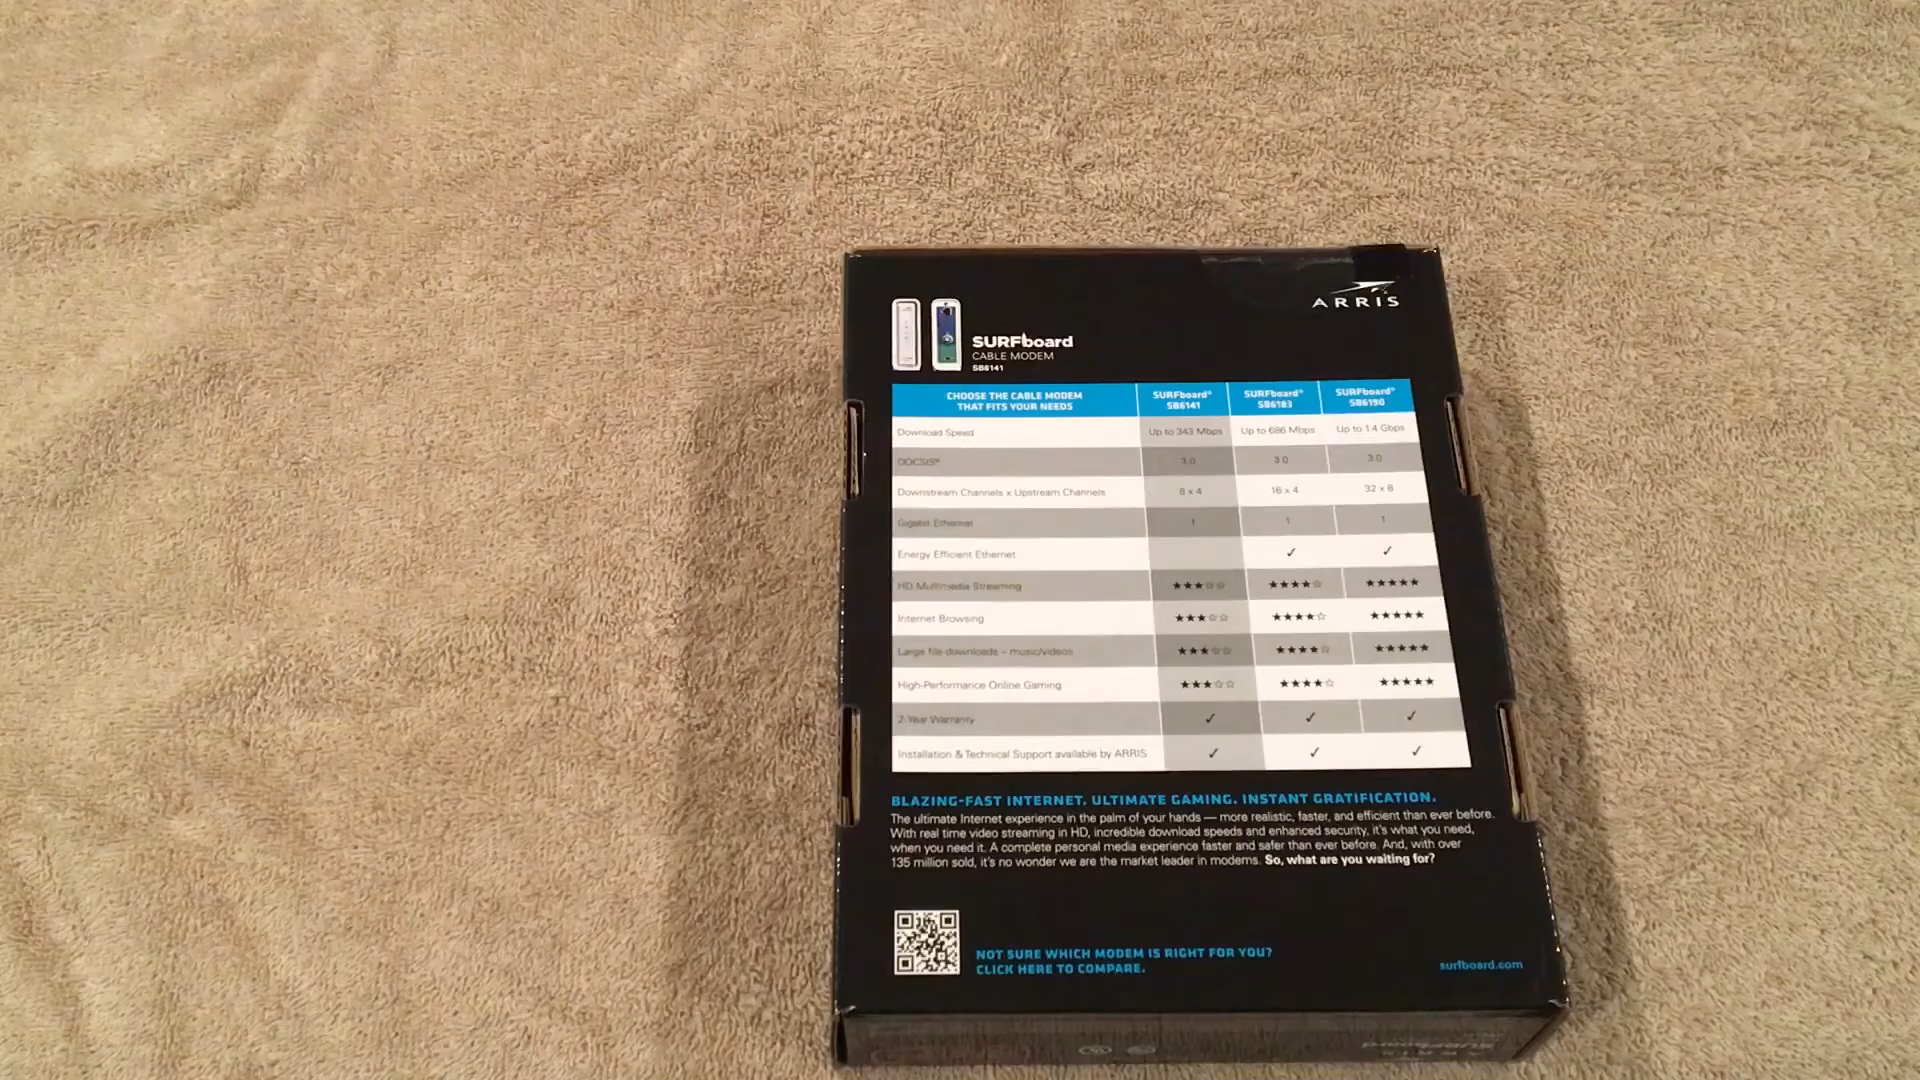 ARRIS
SURFboard
CABLE MODEM
SB6141
CHOOSE THE CABLE MODEM
THAT FITS YOUR NEEDS
SURFboard®
SB6141
SURFboard®
SB6183
SURFboard®
SB6190
Download Speed Up to 343 Mbps Up to 686 Mbps Up to 1.4 Gbps
DOCSIS® 3.0 3.0 3.0
Downstream Channels x Upstream Channels 8 x 4 16 x 4 32 x 8
Gigabit Ethernet 1 1 1
Energy Efficient Ethernet ✓ ✓
HD Multimedia Streaming ★★★☆☆ ★★★★☆ ★★★★★
Internet Browsing ★★★☆☆ ★★★★☆ ★★★★★
Large file downloads – music/videos ★★★☆☆ ★★★★☆ ★★★★★
High-Performance Online Gaming ★★★☆☆ ★★★★☆ ★★★★★
2-Year Warranty ✓ ✓ ✓
Installation & Technical Support available by ARRIS ✓ ✓ ✓
BLAZING-FAST INTERNET. ULTIMATE GAMING. INSTANT GRATIFICATION.
The ultimate Internet experience in the palm of your hands — more realistic, faster, and efficient than ever before.
With real time video streaming in HD, incredible download speeds and enhanced security, it's what you need,
when you need it. A complete personal media experience faster and safer than ever before. And, with over
135 million sold, it's no wonder we are the market leader in modems. So, what are you waiting for?
NOT SURE WHICH MODEM IS RIGHT FOR YOU?
CLICK HERE TO COMPARE.
surfboard.com
ARRIS
SURFboard